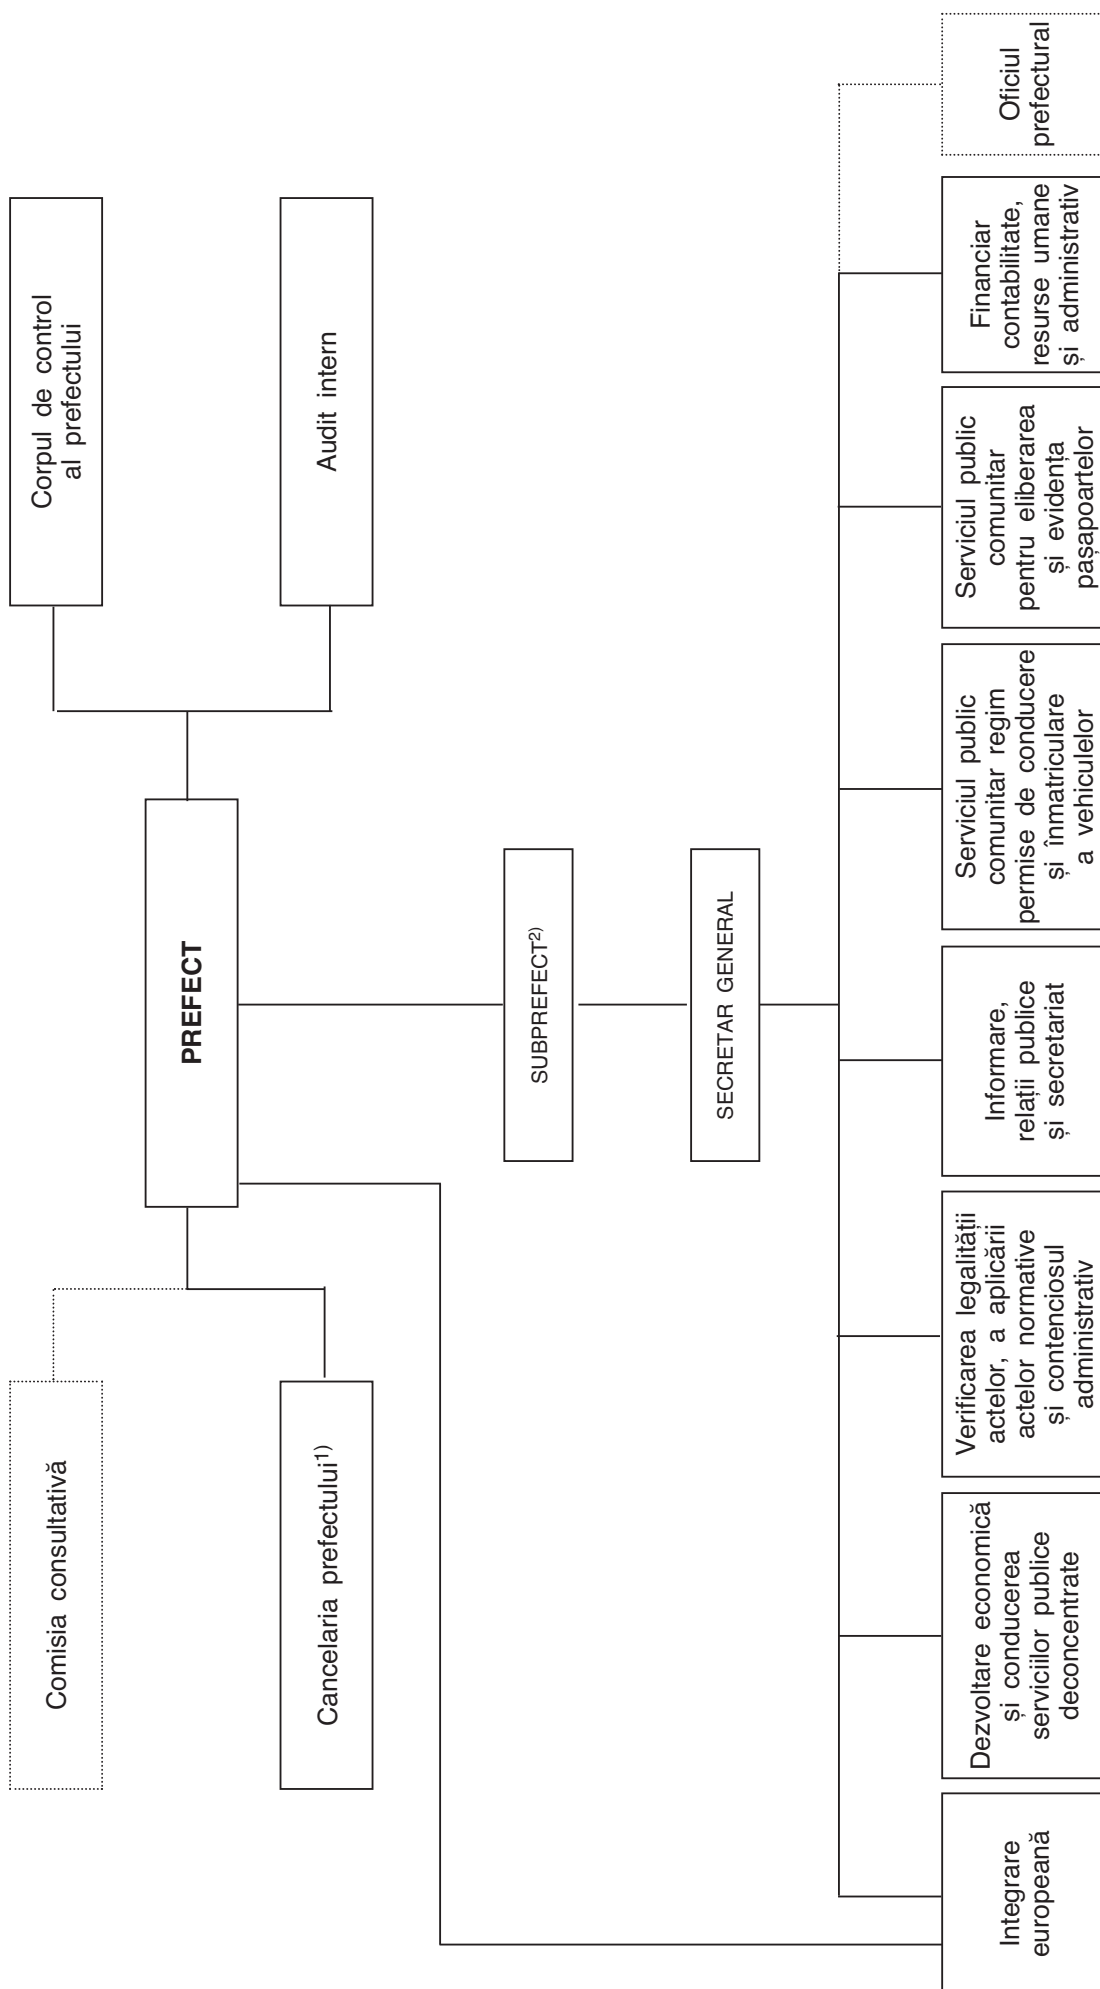 Comisia consultativă
Corpul de control
al prefectului
PREFECT
Cancelaria prefectului1)
Audit intern
SUBPREFECT2)
SECRETAR GENERAL
Integrare
europeană
Dezvoltare economică
și conducerea
serviciilor publice
deconcentrate
Verificarea legalității
actelor, a aplicării
actelor normative
și contenciosul
administrativ
Informare,
relații publice
și secretariat
Serviciul public
comunitar regim
permise de conducere
și înmatriculare
a vehiculelor
Serviciul public
comunitar
pentru eliberarea
și evidența
pașapoartelor
Financiar
contabilitate,
resurse umane
și administrativ
Oficiul
prefectural